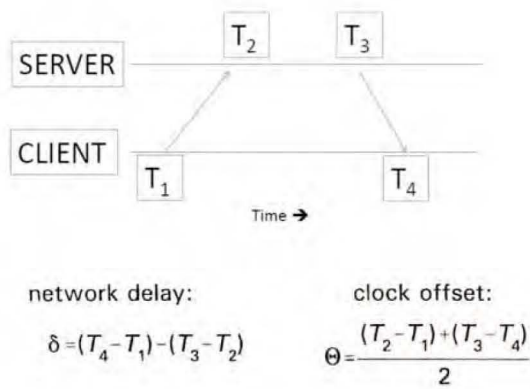 T₂ T₃
SERVER
CLIENT
T₁ T₄
Time ➔
network delay:
δ=(T₄–T₁)–(T₃–T₂)
clock offset:
Θ=(T₂–T₁)+(T₃–T₄)
2